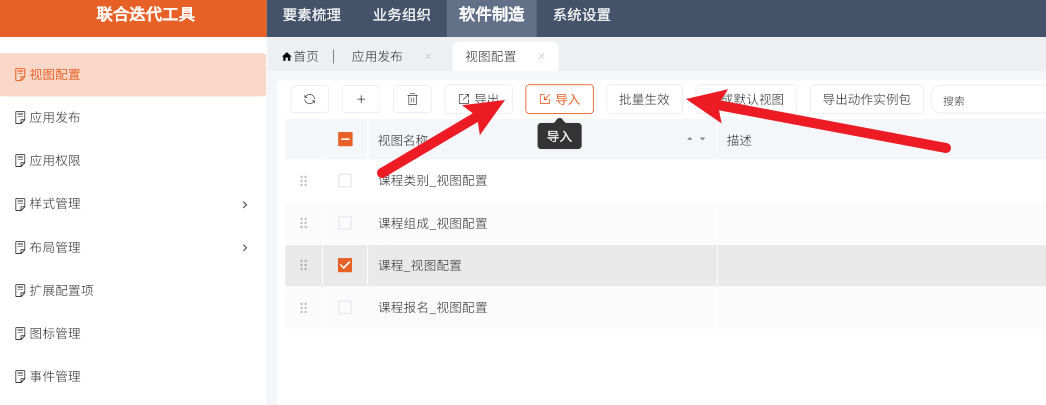 联合迭代工具
要素梳理 业务组织 软件制造 系统设置
首页 应用发布 视图配置
视图配置
应用发布
应用权限
样式管理
布局管理
扩展配置项
图标管理
事件管理
导出 导入 批量生效 成默认视图 导出动作实例包 搜索
导入
视图名称 描述
课程类别_视图配置
课程组成_视图配置
课程_视图配置
课程报名_视图配置